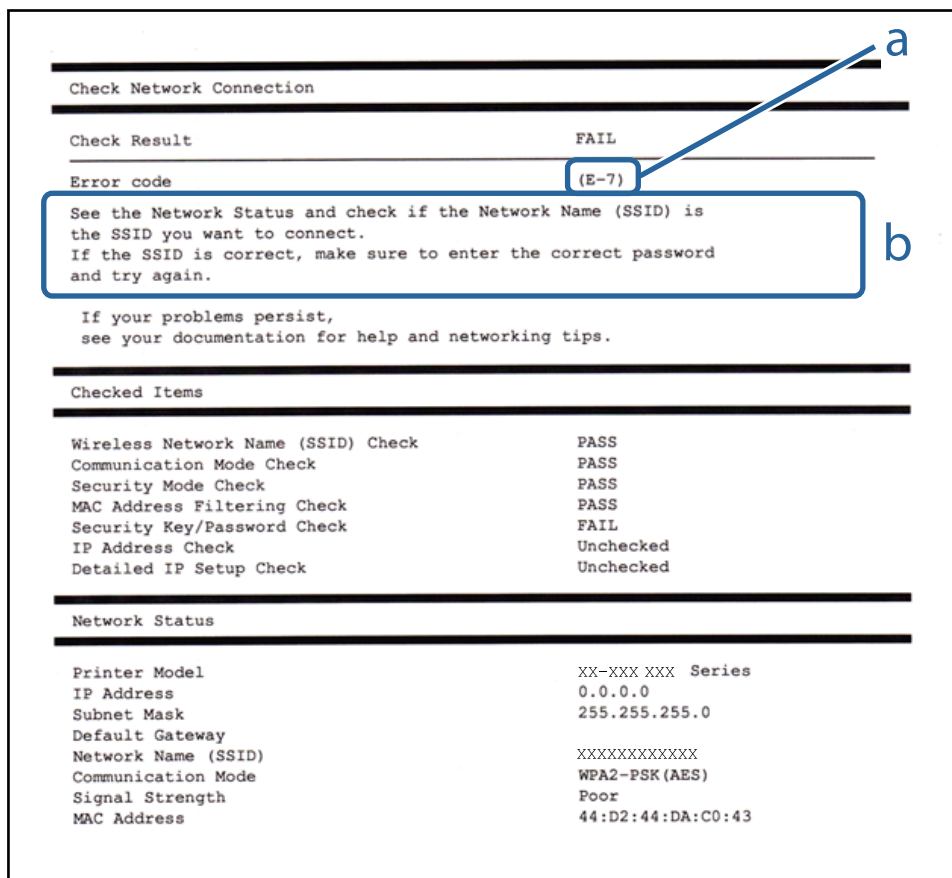 a
Check Network Connection
Check Result FAIL
Error code (E-7)
See the Network Status and check if the Network Name (SSID) is
the SSID you want to connect.
If the SSID is correct, make sure to enter the correct password
and try again.
b
If your problems persist,
see your documentation for help and networking tips.
Checked Items
Wireless Network Name (SSID) Check PASS
Communication Mode Check PASS
Security Mode Check PASS
MAC Address Filtering Check PASS
Security Key/Password Check FAIL
IP Address Check Unchecked
Detailed IP Setup Check Unchecked
Network Status
Printer Model XX-XXX XXX Series
IP Address 0.0.0.0
Subnet Mask 255.255.255.0
Default Gateway
Network Name (SSID) XXXXXXXXXXXX
Communication Mode WPA2-PSK(AES)
Signal Strength Poor
MAC Address 44:D2:44:DA:C0:43